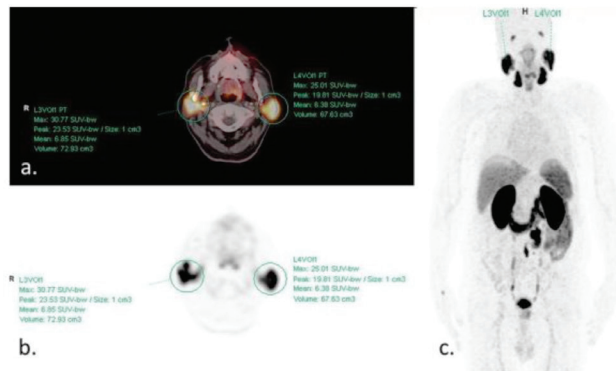 L4VOI1 PT
Max: 25.01 SUV-bw
Peak: 19.81 SUV-bw / Size: 1 cm3
Mean: 6.38 SUV-bw
Volume: 67.63 cm3
R
L3VOI1 PT
Max: 30.77 SUV-bw
Peak: 23.53 SUV-bw / Size: 1 cm3
Mean: 6.85 SUV-bw
Volume: 72.93 cm3
a.
R
L3VOI1
Max: 30.77 SUV-bw
Peak: 23.53 SUV-bw / Size: 1 cm3
Mean: 6.85 SUV-bw
Volume: 72.93 cm3
L4VOI1
Max: 25.01 SUV-bw
Peak: 19.81 SUV-bw / Size: 1 cm3
Mean: 6.38 SUV-bw
Volume: 67.63 cm3
b.
L3VOI1 H L4VOI1
c.